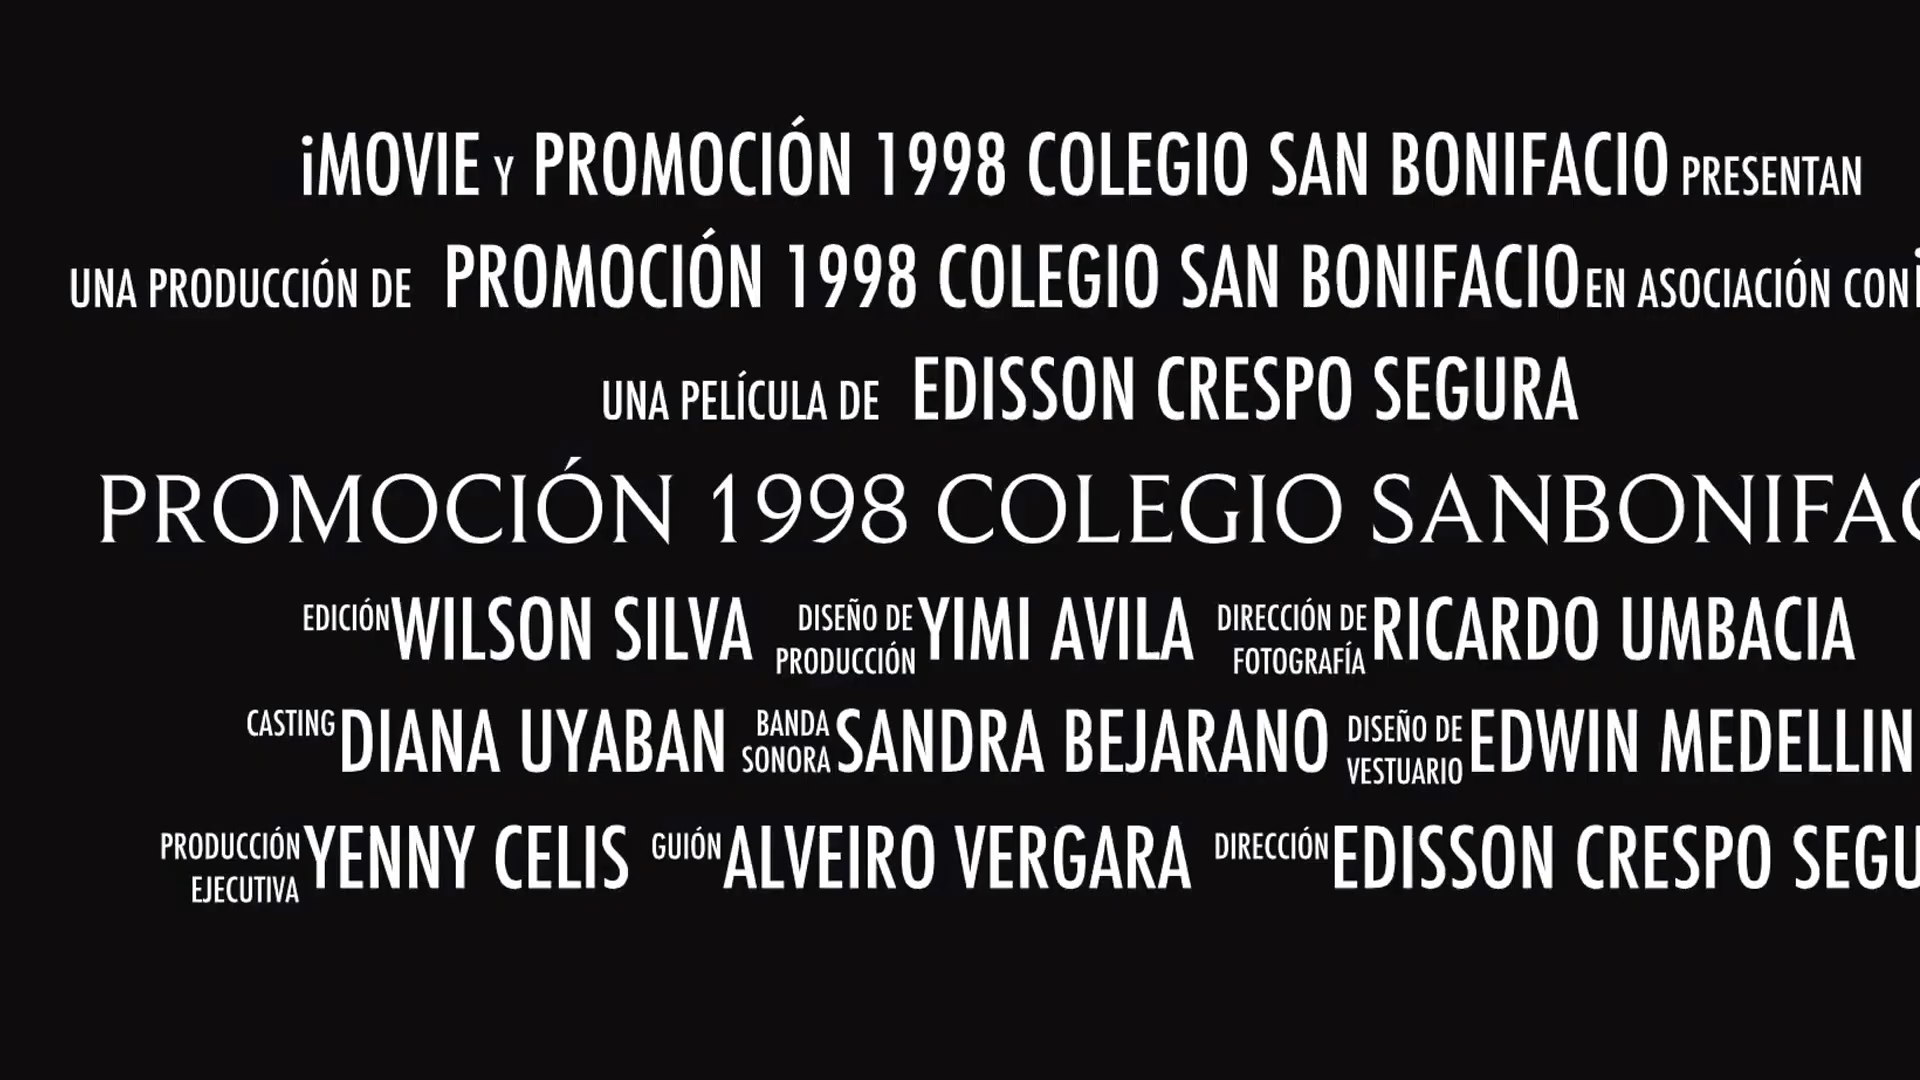 iMOVIE Y PROMOCIÓN 1998 COLEGIO SAN BONIFACIO PRESENTAN
UNA PRODUCCIÓN DE PROMOCIÓN 1998 COLEGIO SAN BONIFACIO EN ASOCIACIÓN CON
UNA PELÍCULA DE EDISSON CRESPO SEGURA
PROMOCIÓN 1998 COLEGIO SANBONIFAC
EDICIÓN WILSON SILVA DISEÑO DE PRODUCCIÓN YIMI AVILA DIRECCIÓN DE FOTOGRAFÍA RICARDO UMBACIA
CASTING DIANA UYABAN BANDA SONORA SANDRA BEJARANO DISEÑO DE VESTUARIO EDWIN MEDELLIN
PRODUCCIÓN EJECUTIVA YENNY CELIS GUIÓN ALVEIRO VERGARA DIRECCIÓN EDISSON CRESPO SEGU